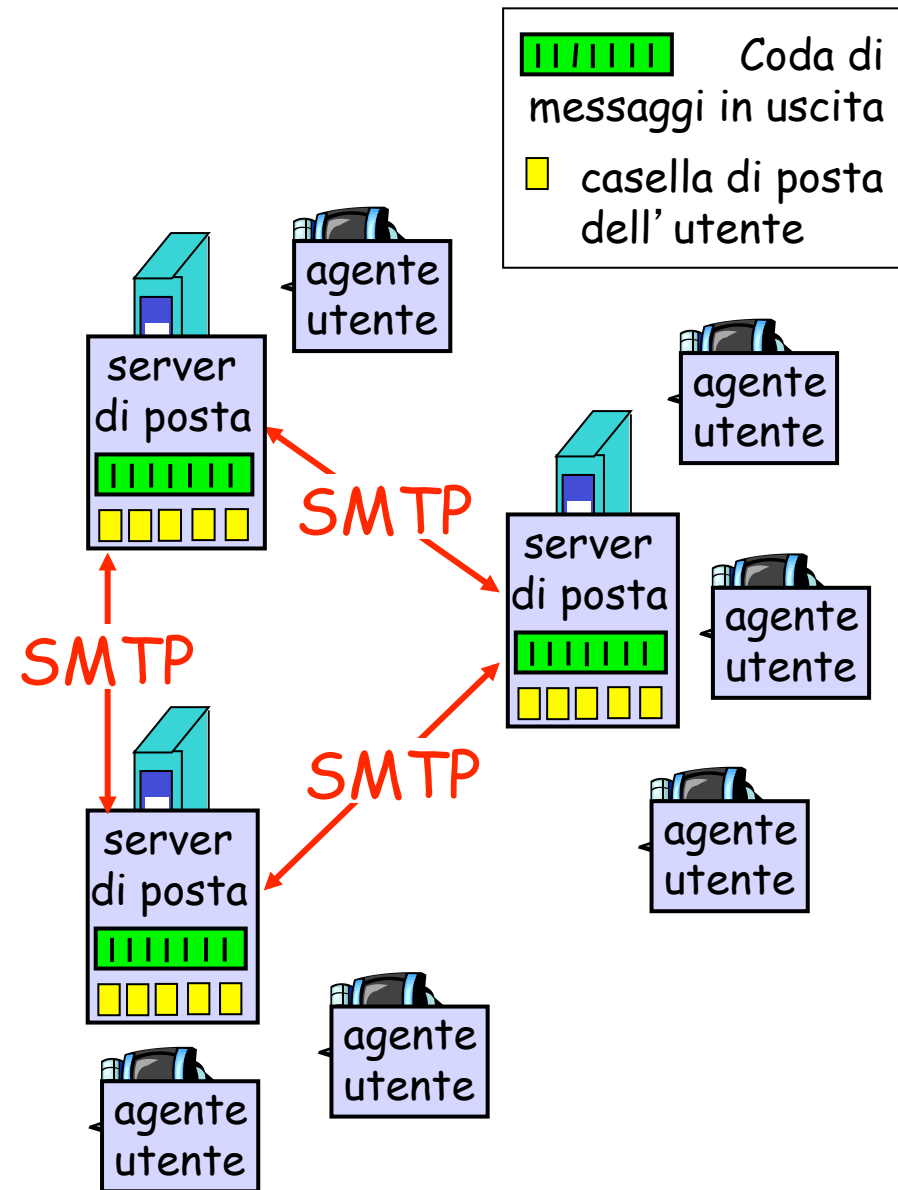 Coda di
messaggi in uscita
casella di posta
dell’ utente
agente
utente
server
di posta
agente
utente
SMTP
server
di posta
agente
utente
SMTP
SMTP
server
di posta
agente
utente
agente
utente
agente
utente